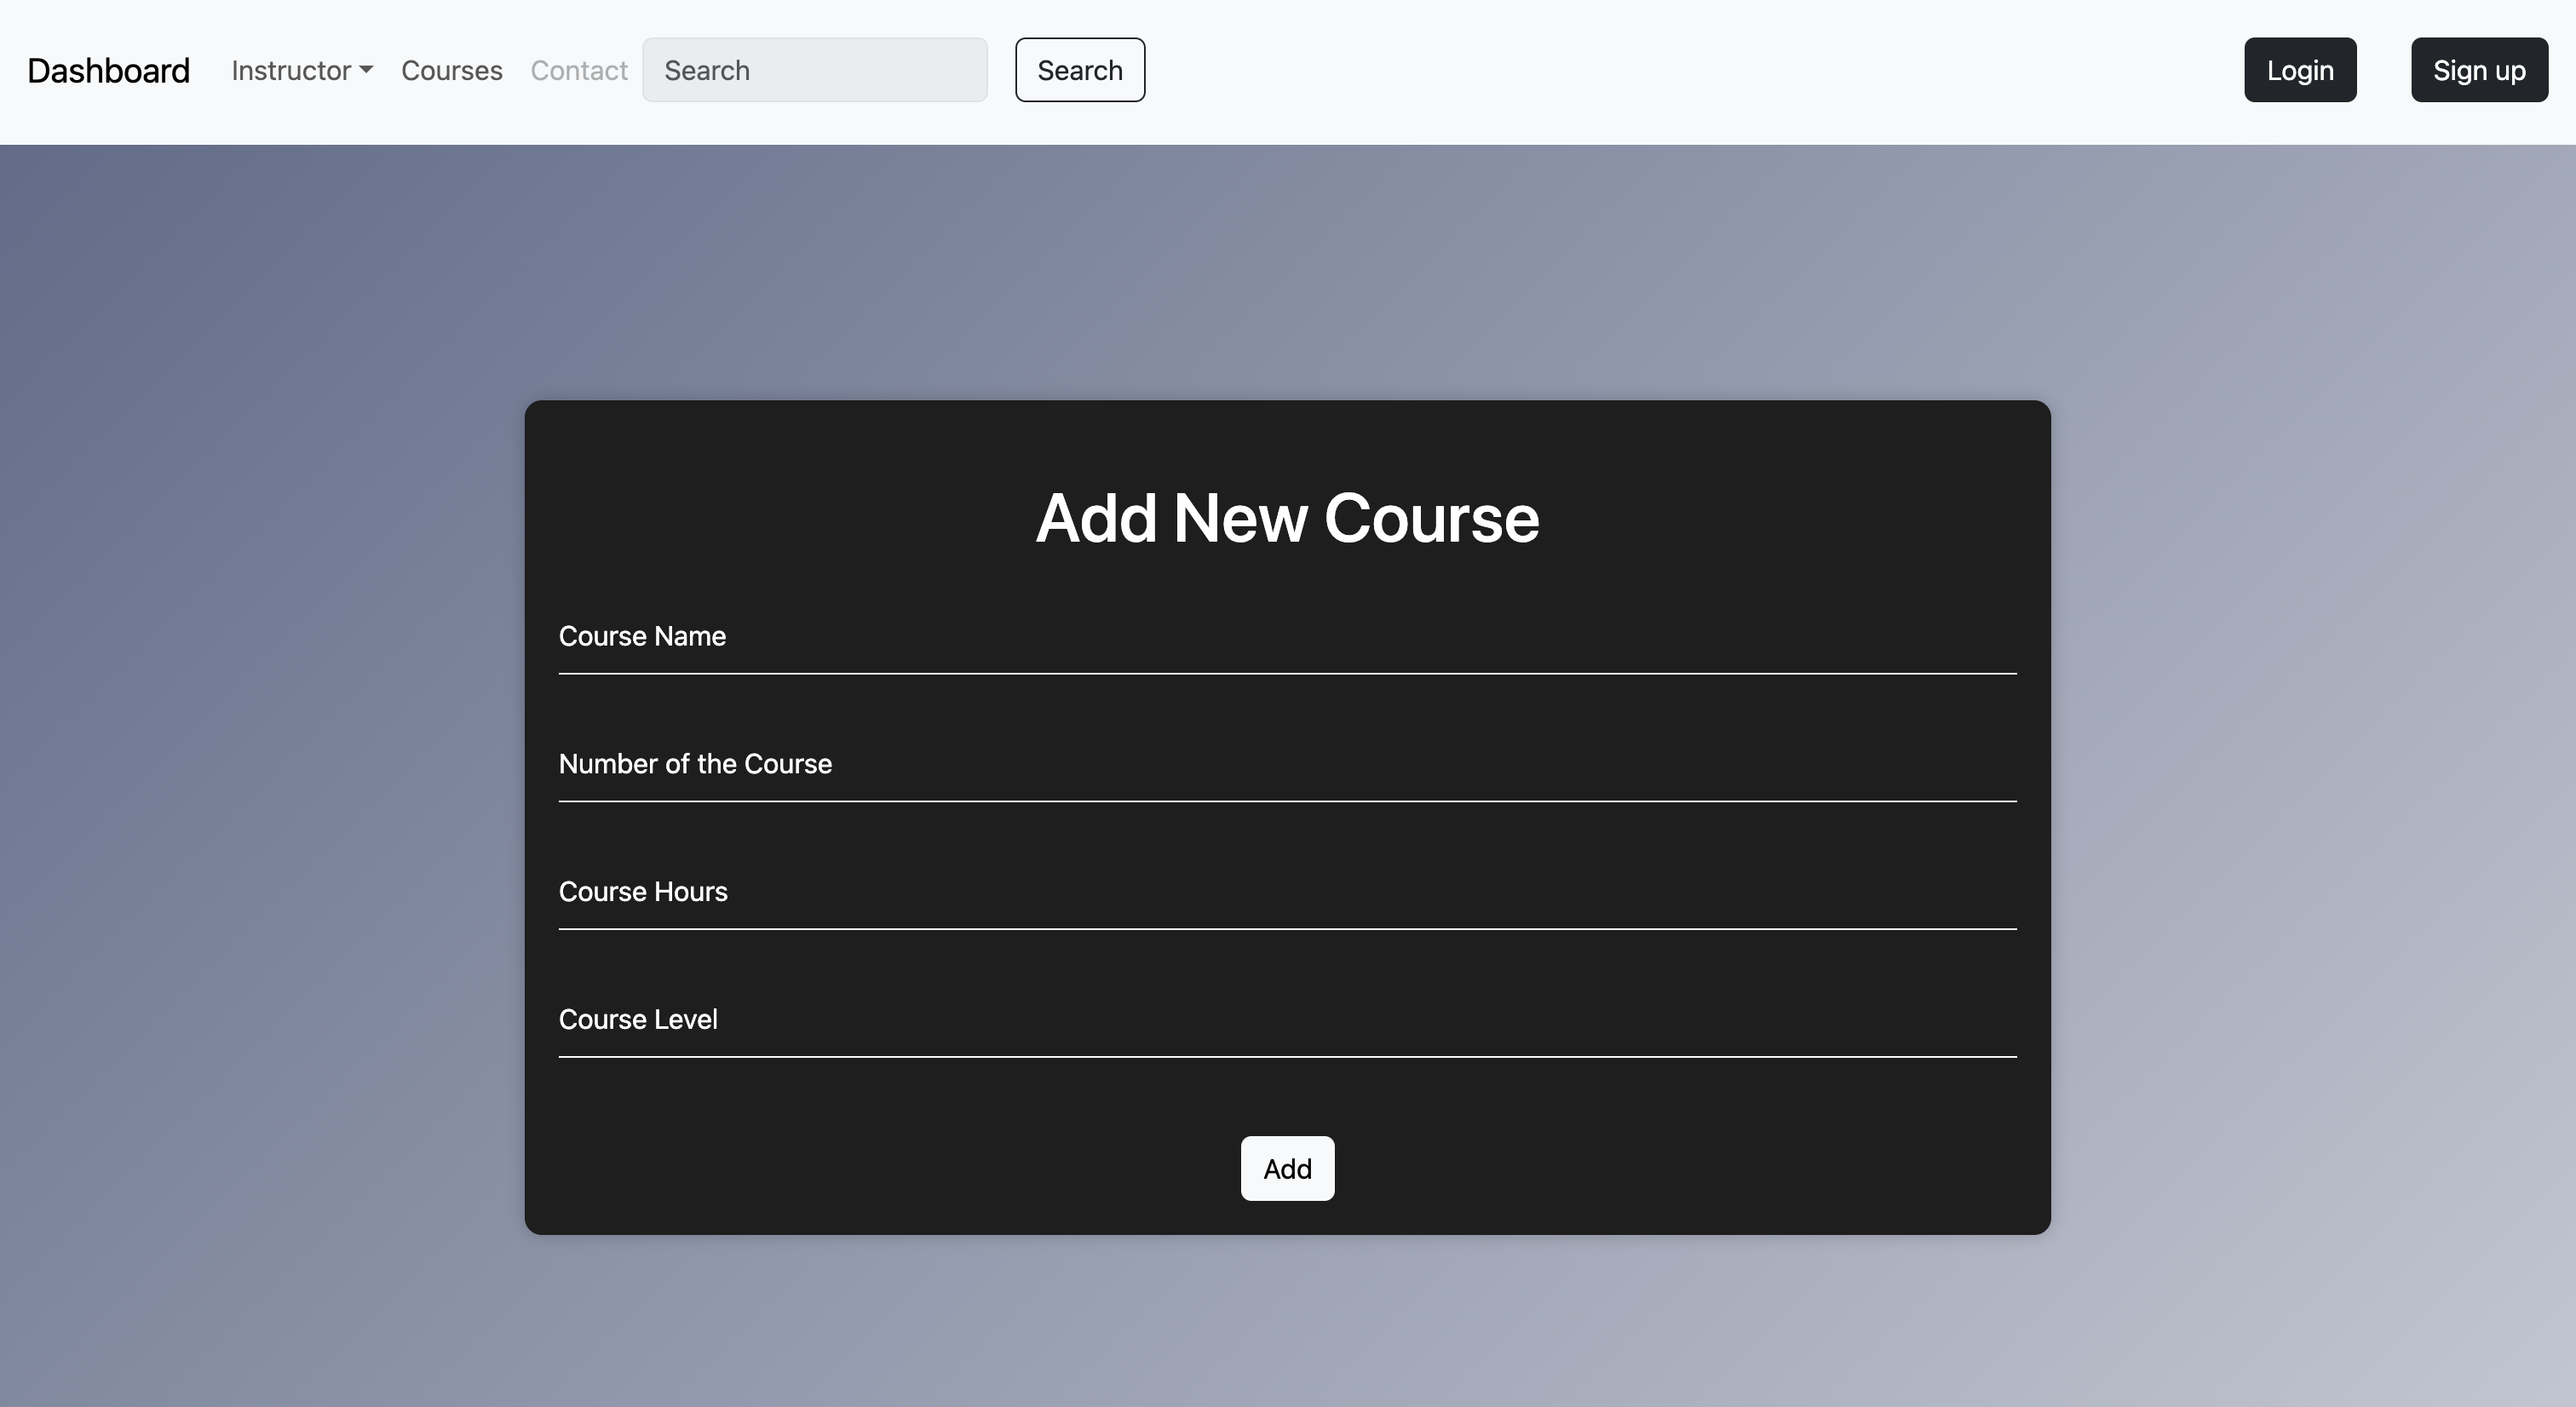 Dashboard Instructor Courses Contact Search Search Login Sign up
Add New Course
Course Name
Number of the Course
Course Hours
Course Level
Add